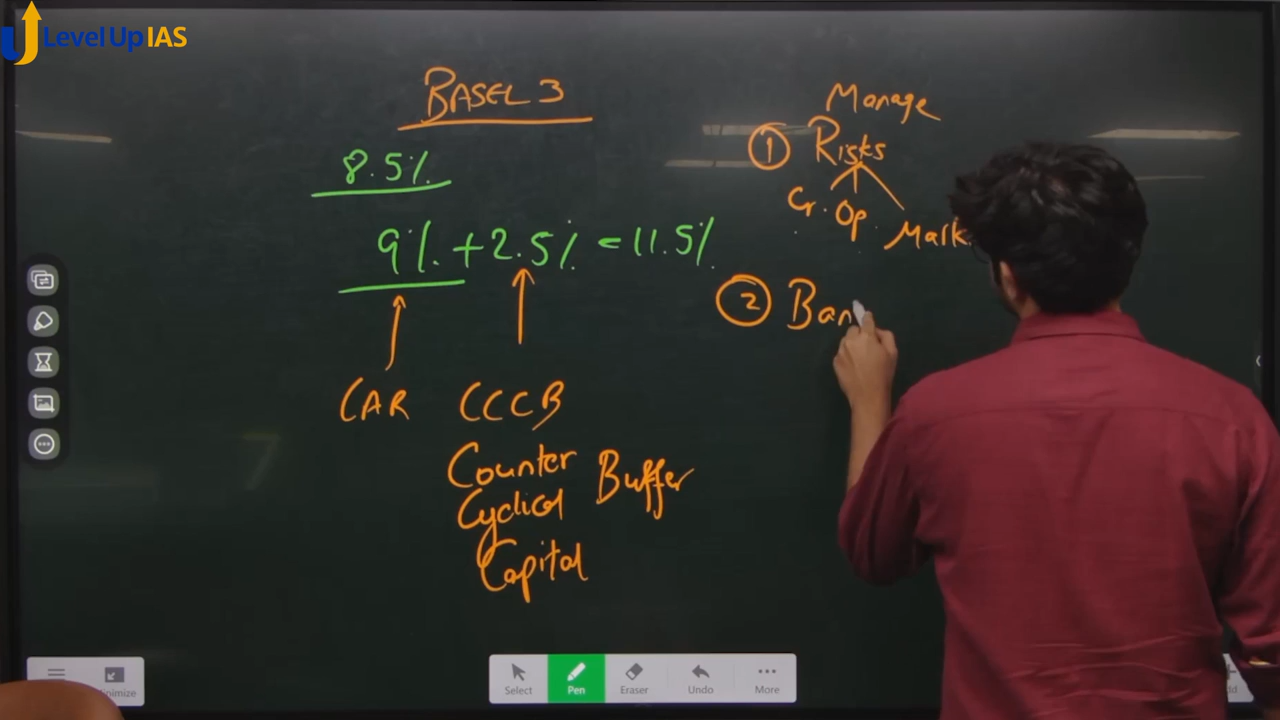 Level Up IAS
BASEL 3
8.5%
9% + 2.5% = 11.5%
CAR
CCCB
Counter
Cyclical
Capital
Buffer
Manage
① Risks
Cr. Op. Mark
② Ban
Select
Pen
Eraser
Undo
More